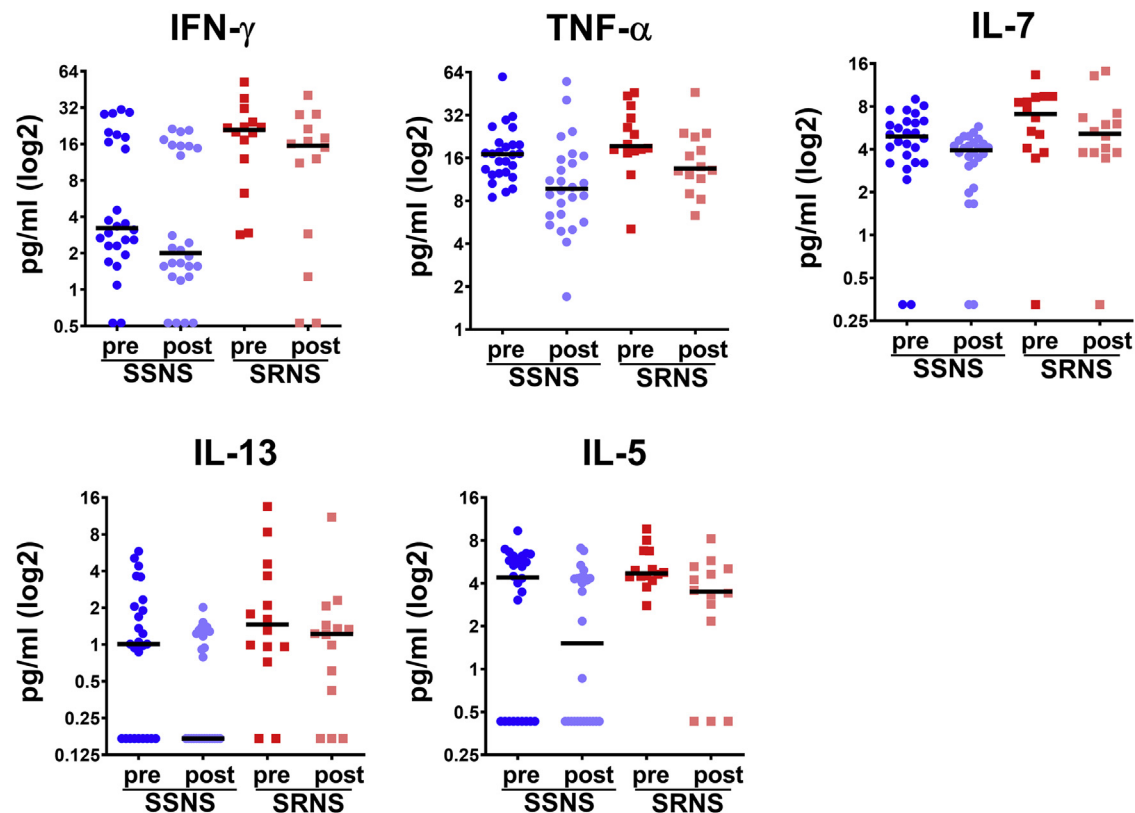 IFN-γ
pg/ml (log2)
64
32
16
8
4
2
1
0.5
pre post pre post
SSNS SRNS
TNF-α
pg/ml (log2)
64
32
16
8
4
2
1
pre post pre post
SSNS SRNS
IL-7
pg/ml (log2)
16
8
4
2
1
0.5
0.25
pre post pre post
SSNS SRNS
IL-13
pg/ml (log2)
16
8
4
2
1
0.5
0.25
0.125
pre post pre post
SSNS SRNS
IL-5
pg/ml (log2)
16
8
4
2
1
0.5
0.25
pre post pre post
SSNS SRNS